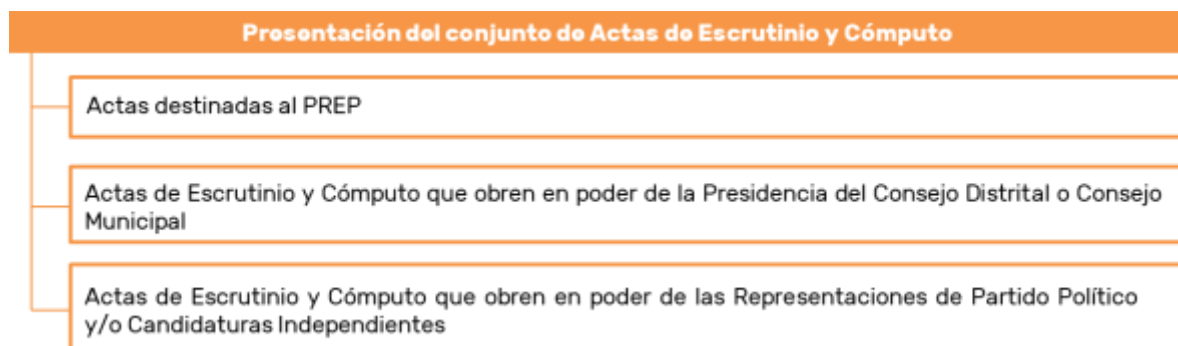 Presentación del conjunto de Actas de Escrutinio y Cómputo
Actas destinadas al PREP
Actas de Escrutinio y Cómputo que obren en poder de la Presidencia del Consejo Distrital o Consejo
Municipal
Actas de Escrutinio y Cómputo que obren en poder de las Representaciones de Partido Político
y/o Candidaturas Independientes